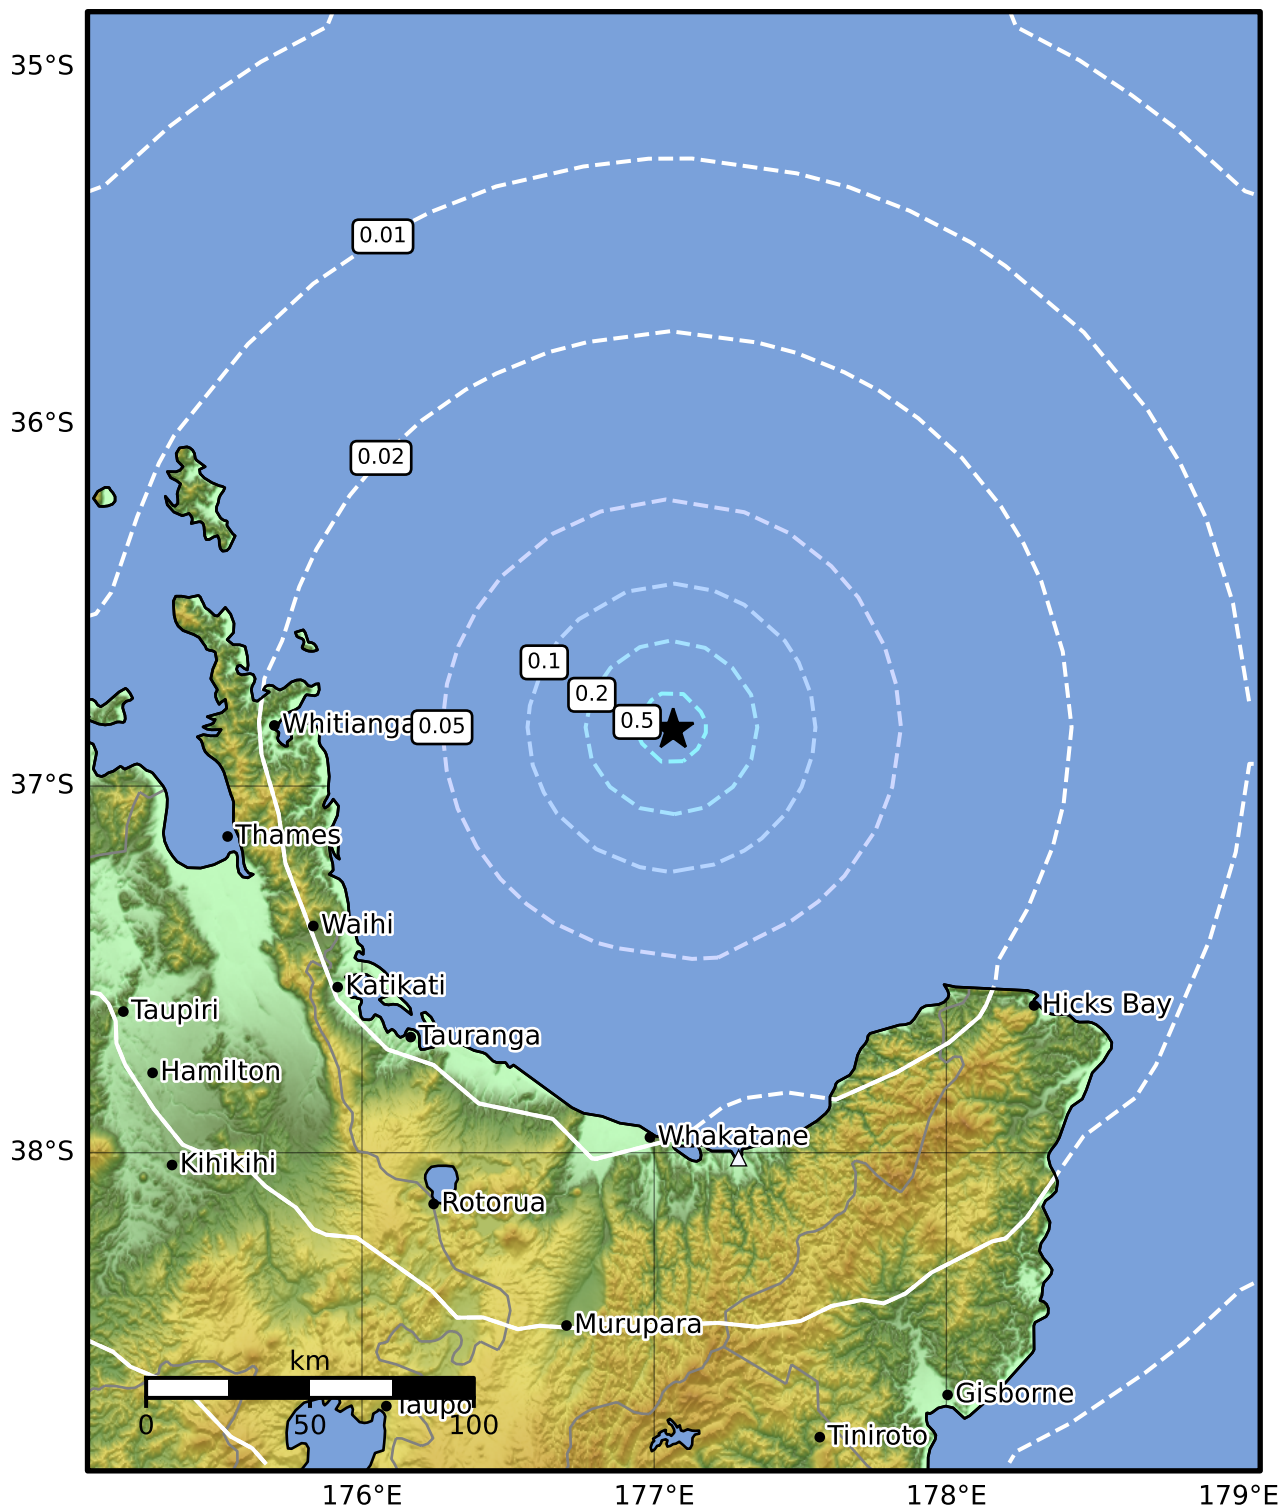 35°S
0.01
36°S
0.02
0.1
0.2
0.5
Whitianga
0.05
37°S
Thames
Waihi
Katikati
Hicks Bay
Taupiri
Tauranga
Hamilton
Whakatane
38°S
Kihikihi
Rotorua
Murupara
km
Gisborne
Taupo
0
50
100
Tiniroto
176°E
177°E
178°E
179°E